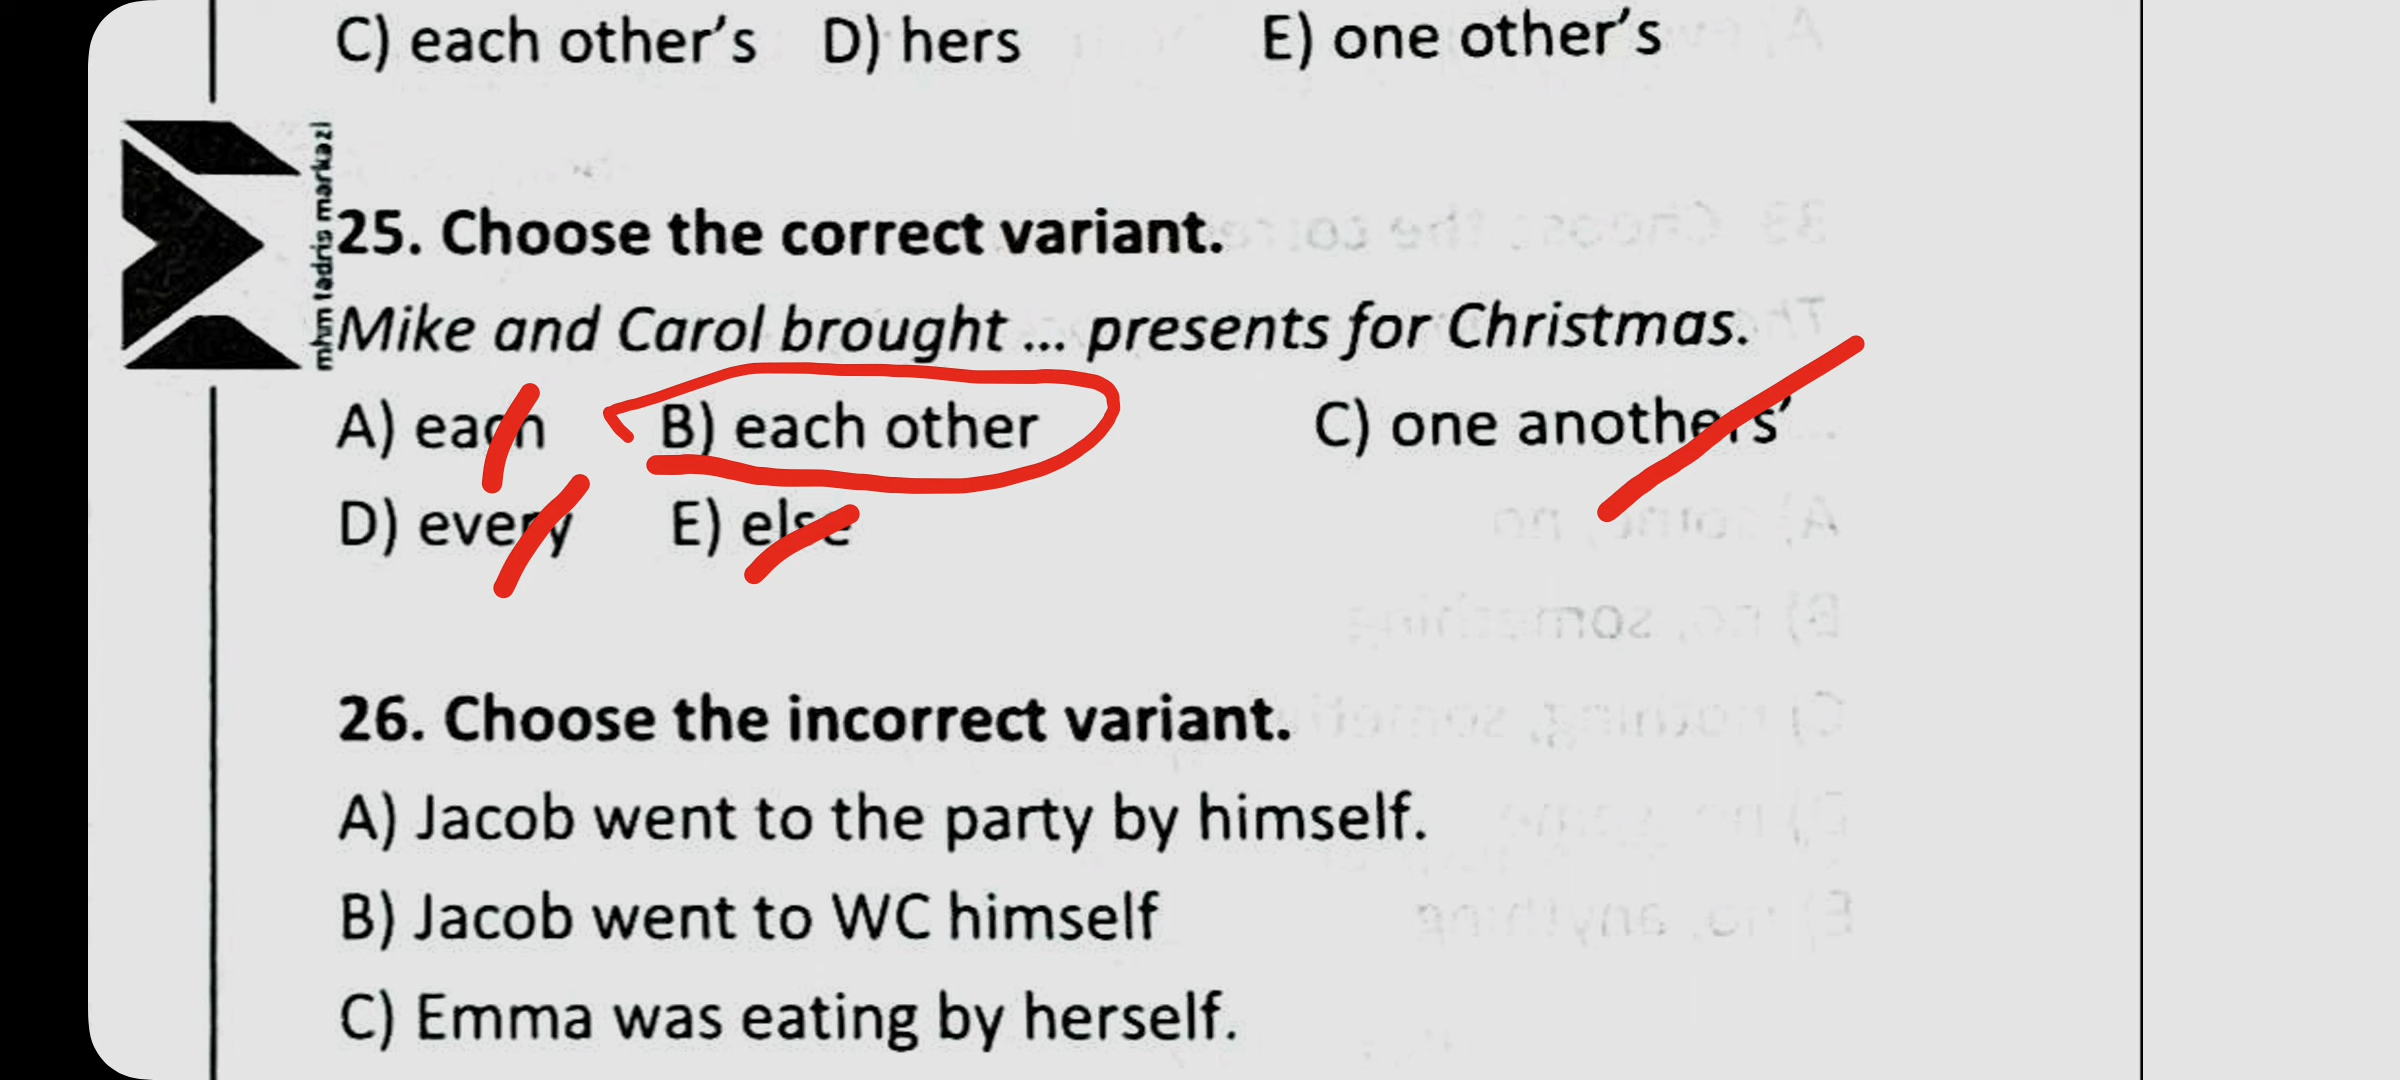 C) each other’s D) hers E) one other’s
mhm tadris markazi
25. Choose the correct variant.
Mike and Carol brought ... presents for Christmas.
A) each B) each other C) one anothers’
D) every E) else
26. Choose the incorrect variant.
A) Jacob went to the party by himself.
B) Jacob went to WC himself
C) Emma was eating by herself.